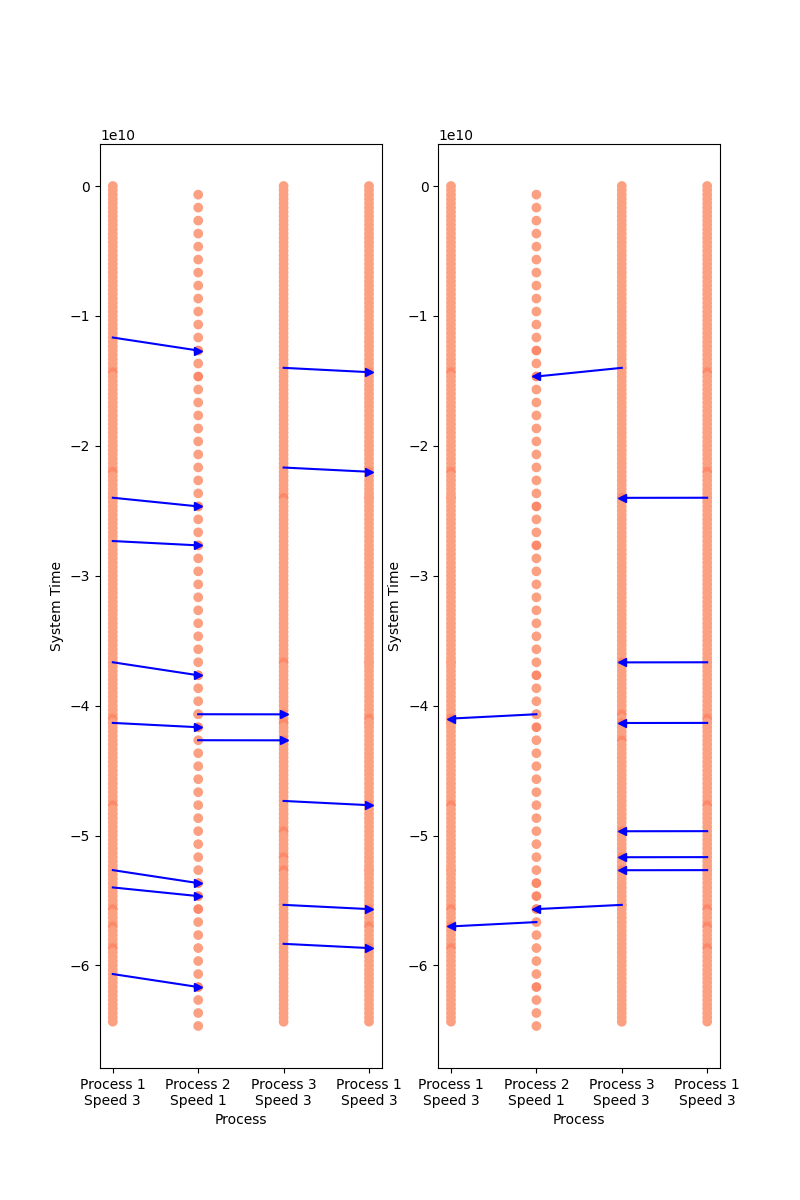 1e10
0
−1
−2
−3
−4
−5
−6
System Time
Process 1
Speed 3
Process 2
Speed 1
Process 3
Speed 3
Process 1
Speed 3
Process
1e10
0
−1
−2
−3
−4
−5
−6
System Time
Process 1
Speed 3
Process 2
Speed 1
Process 3
Speed 3
Process 1
Speed 3
Process